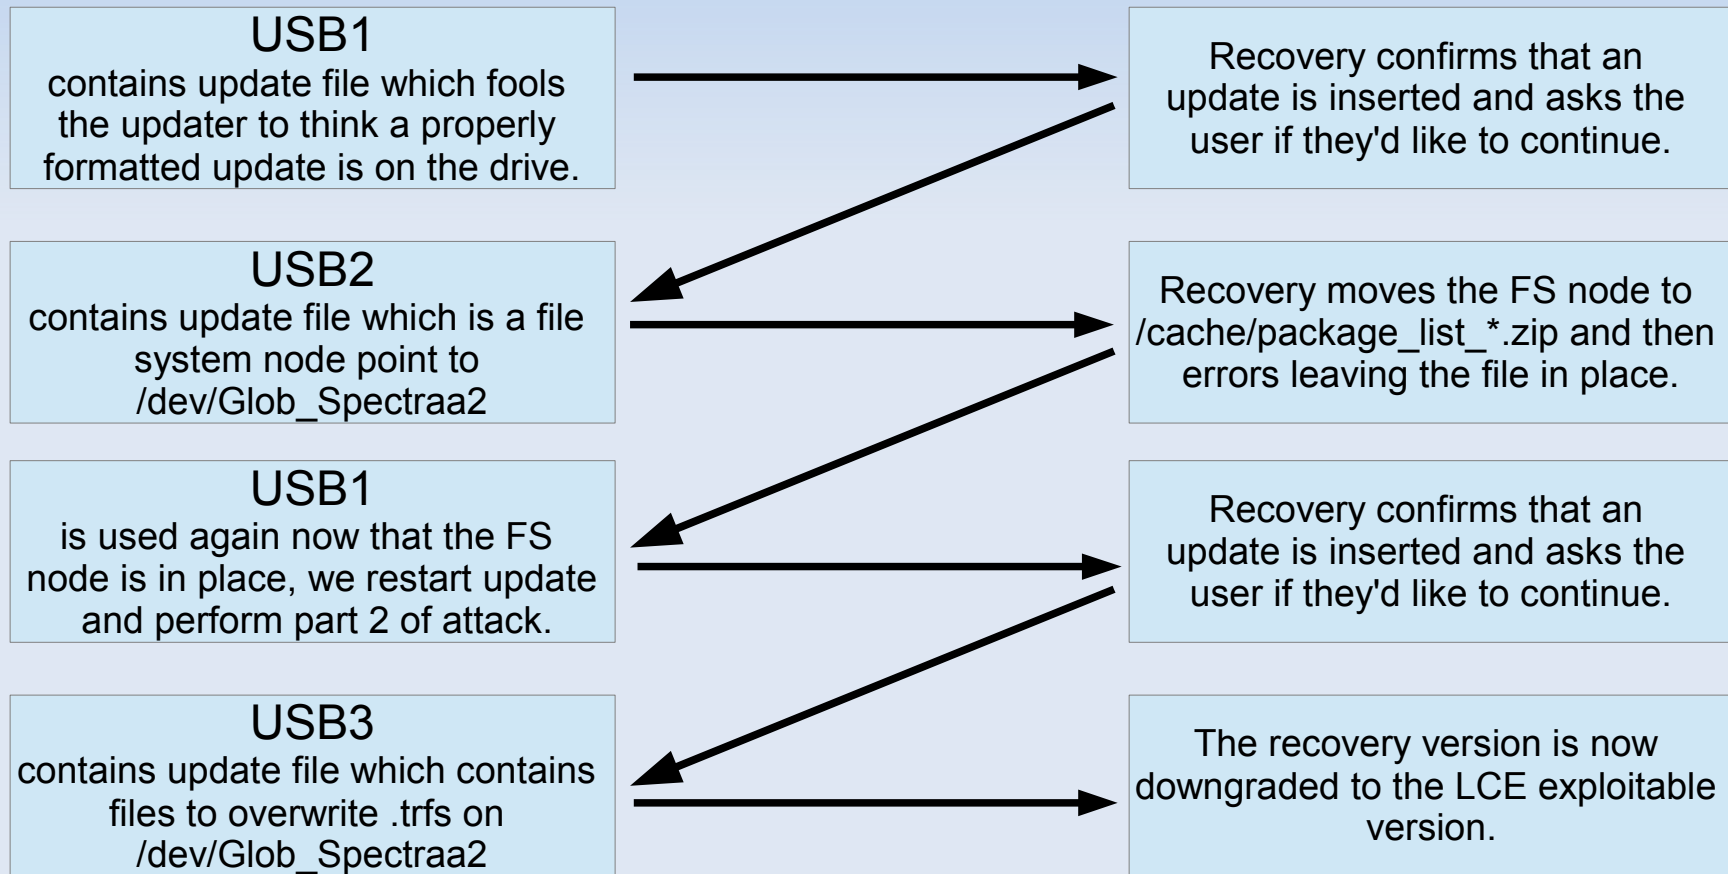 USB1
contains update file which fools
the updater to think a properly
formatted update is on the drive.
Recovery confirms that an
update is inserted and asks the
user if they'd like to continue.
USB2
contains update file which is a file
system node point to
/dev/Glob_Spectraa2
Recovery moves the FS node to
/cache/package_list_*.zip and then
errors leaving the file in place.
USB1
is used again now that the FS
node is in place, we restart update
and perform part 2 of attack.
Recovery confirms that an
update is inserted and asks the
user if they'd like to continue.
USB3
contains update file which contains
files to overwrite .trfs on
/dev/Glob_Spectraa2
The recovery version is now
downgraded to the LCE exploitable
version.